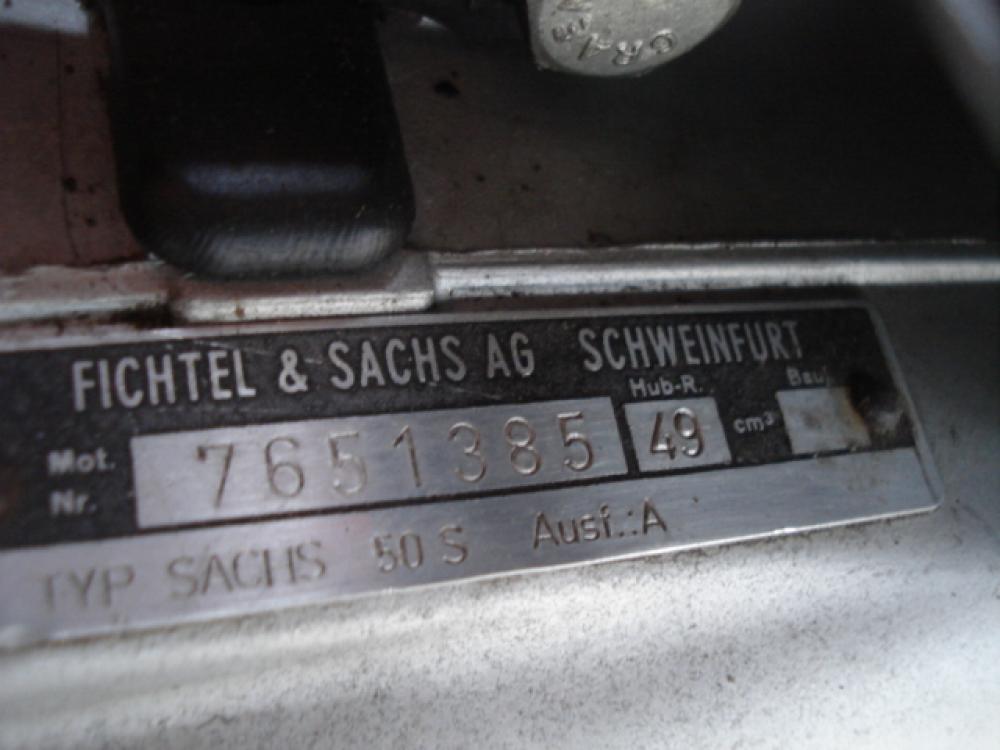 FICHTEL & SACHS AG SCHWEINFURT
Hub-R.
Mot. Nr. 7651385 49 cm³
TYP SACHS 50 S Ausf.:A